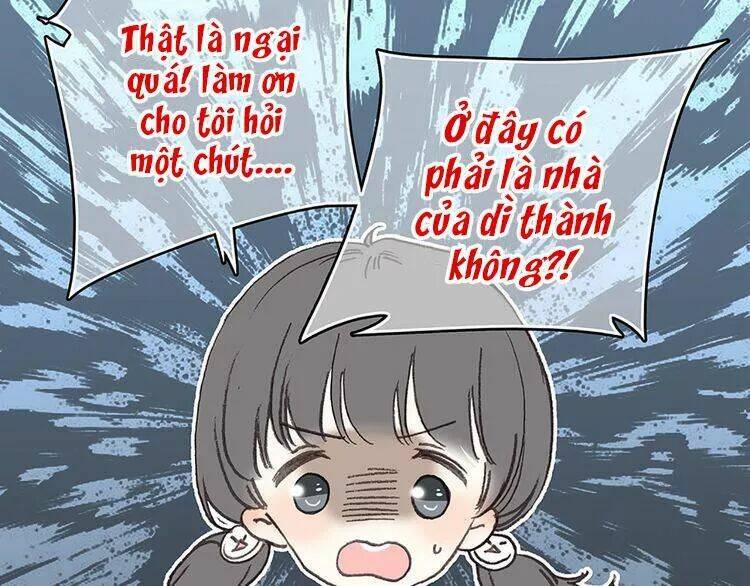 Thật là ngại
quá! làm ơn
cho tôi hỏi
một chút....
Ở đây có
phải là nhà
của dì thành
không?!